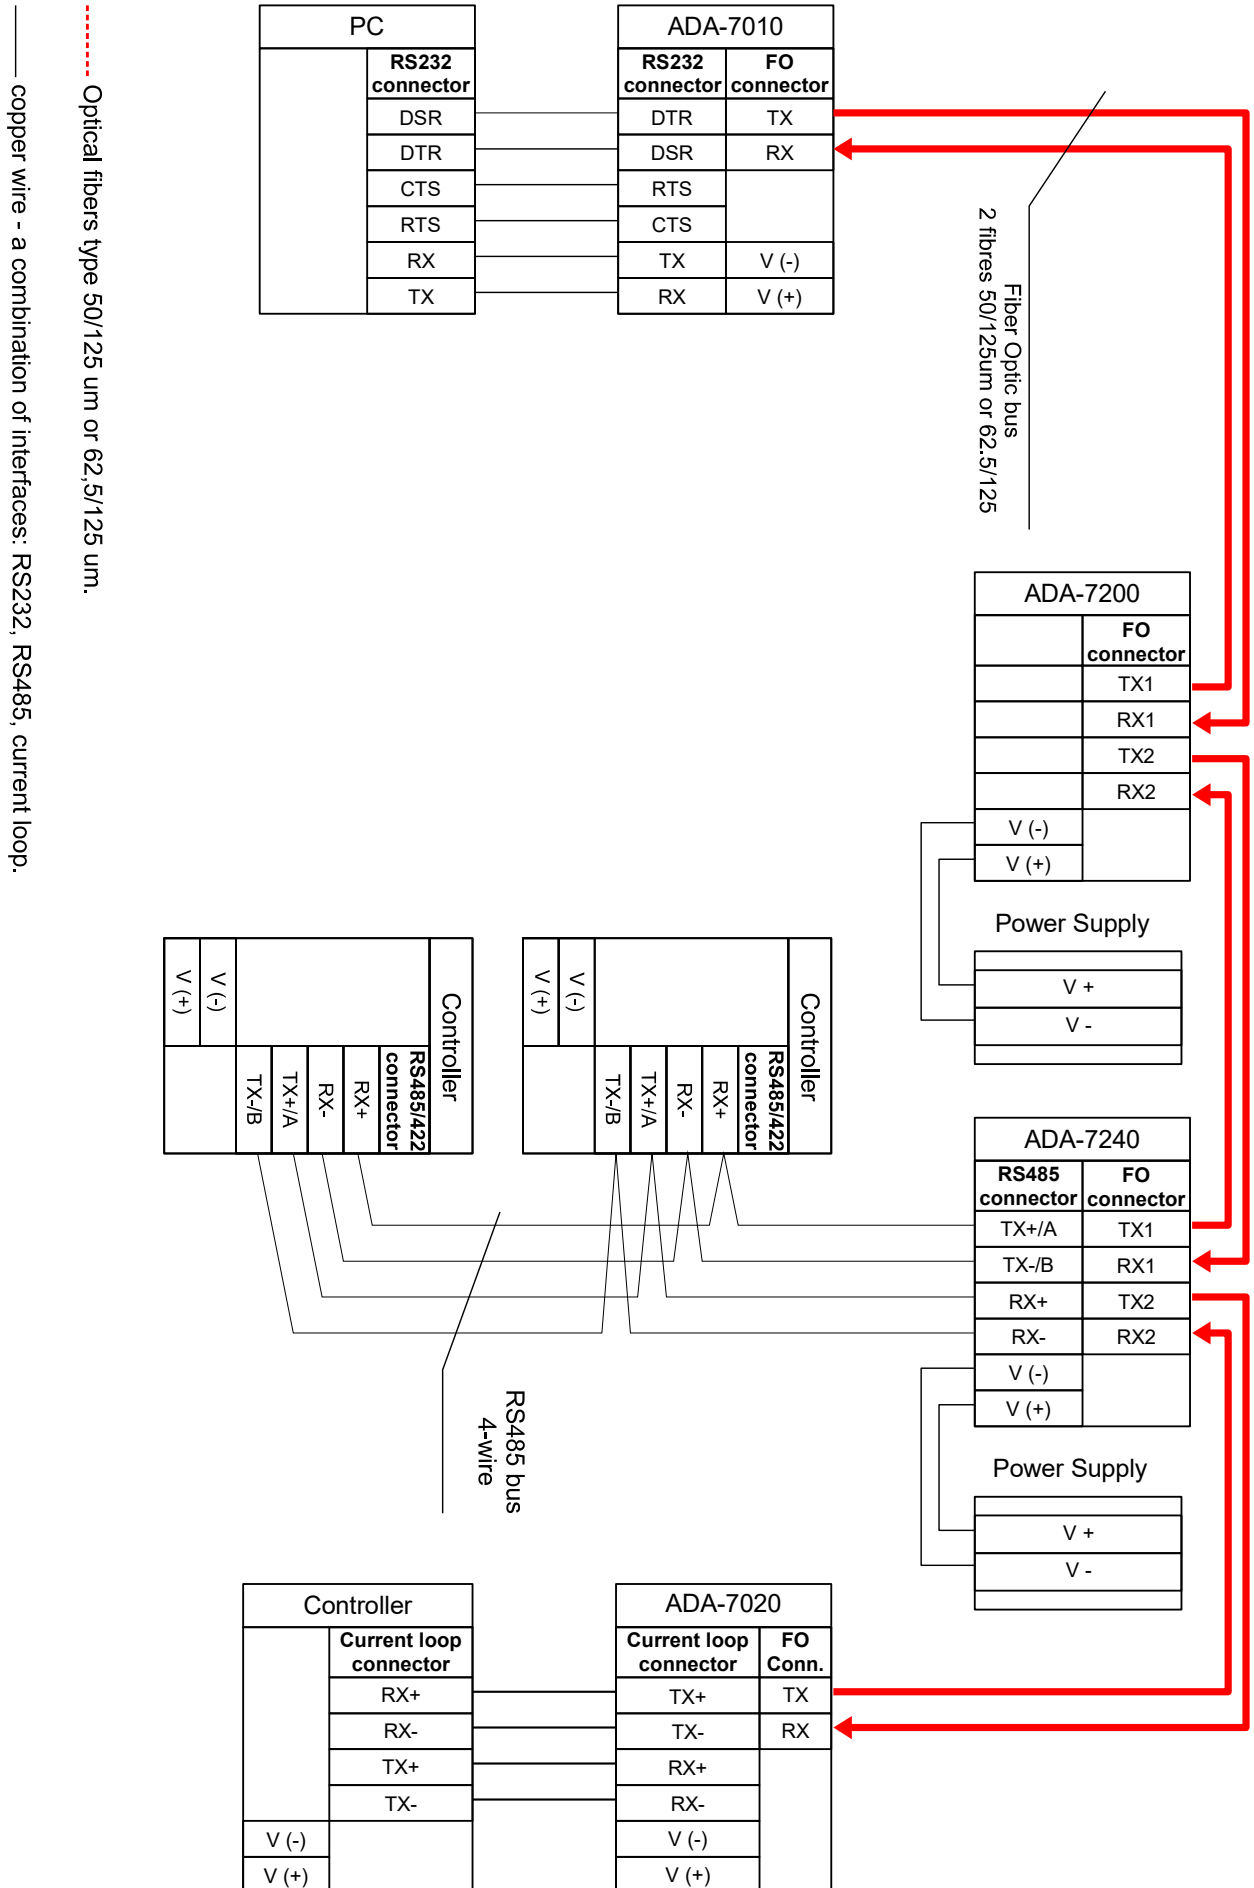 PC
RS232
connector
DSR
DTR
CTS
RTS
RX
TX
ADA-7010
RS232
connector
FO
connector
DTR
TX
DSR
RX
RTS
CTS
TX
V (-)
RX
V (+)
Fiber Optic bus
2 fibres 50/125um or 62.5/125
Optical fibers type 50/125 um or 62,5/125 um.
copper wire - a combination of interfaces: RS232, RS485, current loop.
ADA-7200
FO
connector
TX1
RX1
TX2
RX2
V (-)
V (+)
Power Supply
V +
V -
Controller
RS485/422
connector
RX+
RX-
TX+/A
TX-/B
V (-)
V (+)
Controller
RS485/422
connector
RX+
RX-
TX+/A
TX-/B
V (-)
V (+)
ADA-7240
RS485
connector
FO
connector
TX+/A
TX1
TX-/B
RX1
RX+
TX2
RX-
RX2
V (-)
V (+)
RS485 bus
4-wire
Power Supply
V +
V -
Controller
Current loop
connector
RX+
RX-
TX+
TX-
V (-)
V (+)
ADA-7020
Current loop
connector
FO
Conn.
TX+
TX
TX-
RX
RX+
RX-
V (-)
V (+)